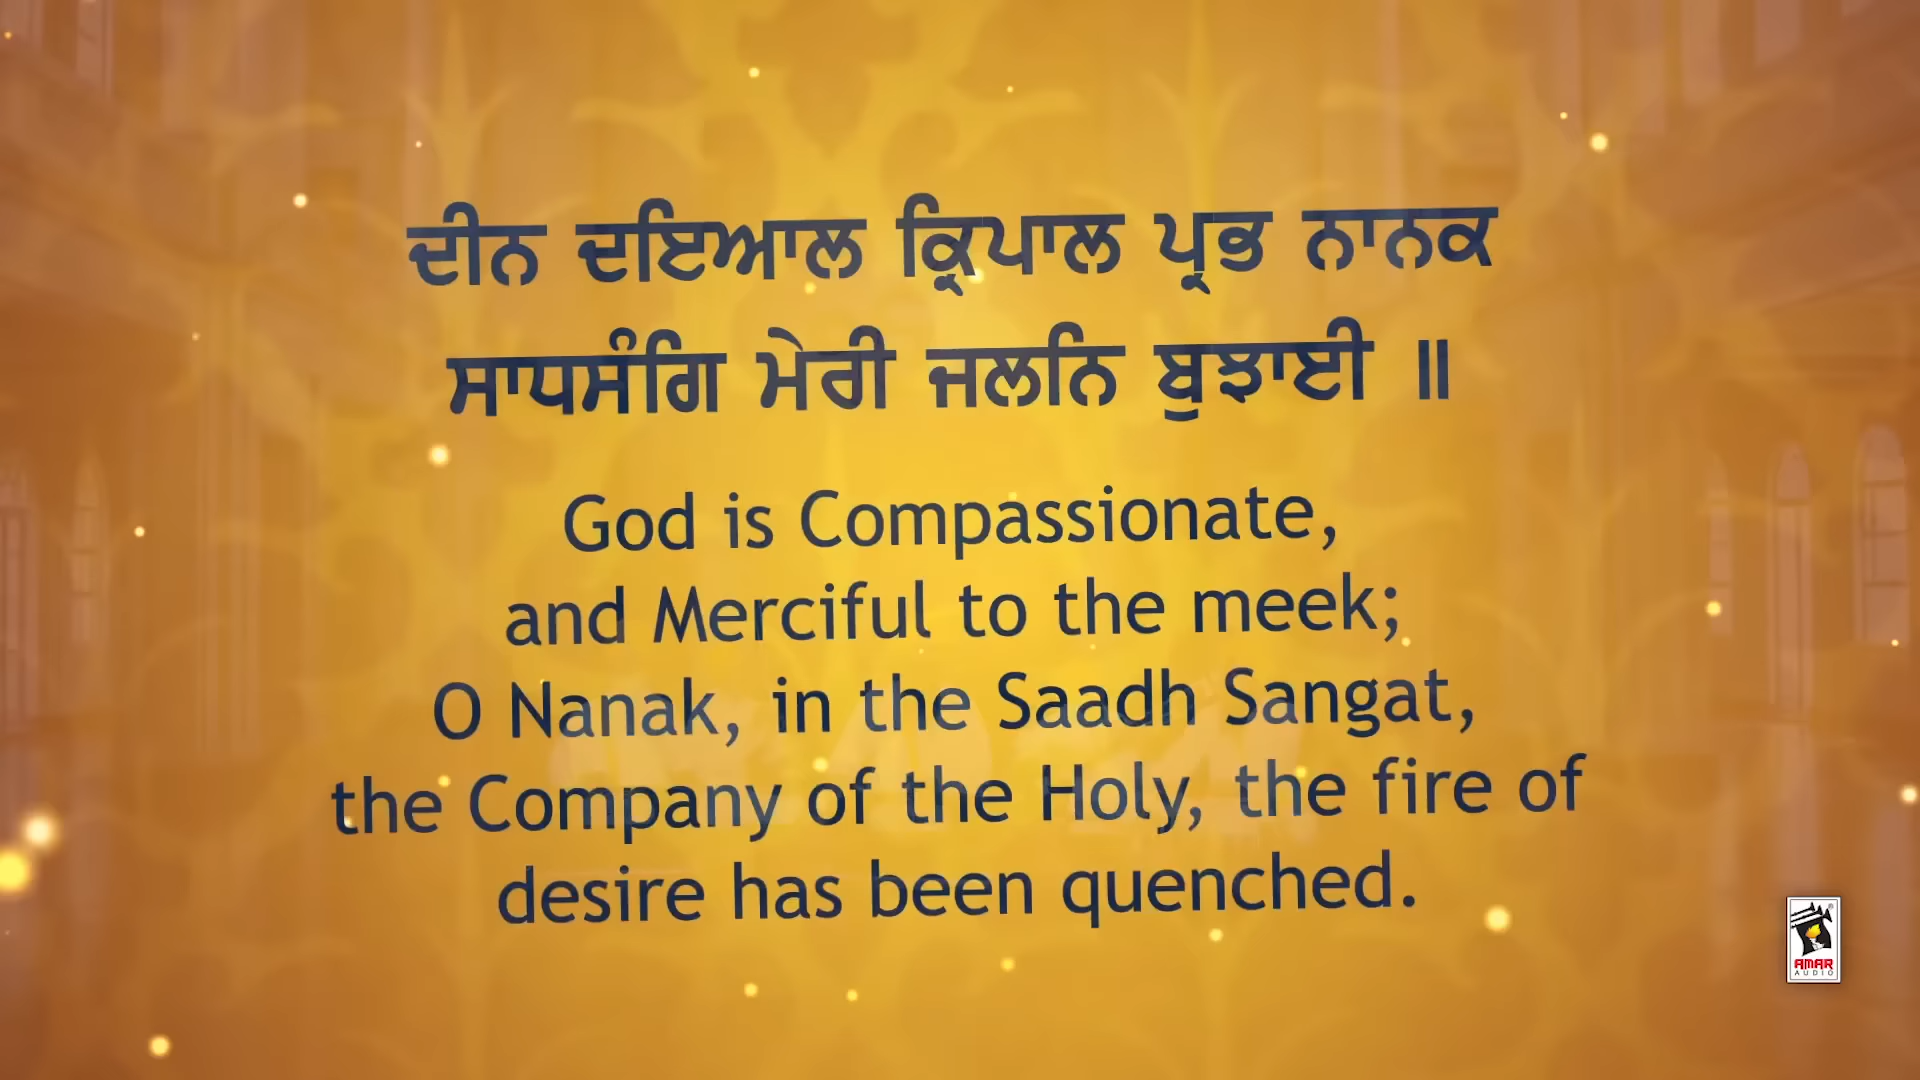 ਦੀਨ ਦਇਆਲ ਕ੍ਰਿਪਾਲ ਪ੍ਰਭ ਨਾਨਕ
ਸਾਧਸੰਗਿ ਮੇਰੀ ਜਲਨਿ ਬੁਝਾਈ ॥
God is Compassionate,
and Merciful to the meek;
O Nanak, in the Saadh Sangat,
the Company of the Holy, the fire of
desire has been quenched.
AMAR
AUDIO